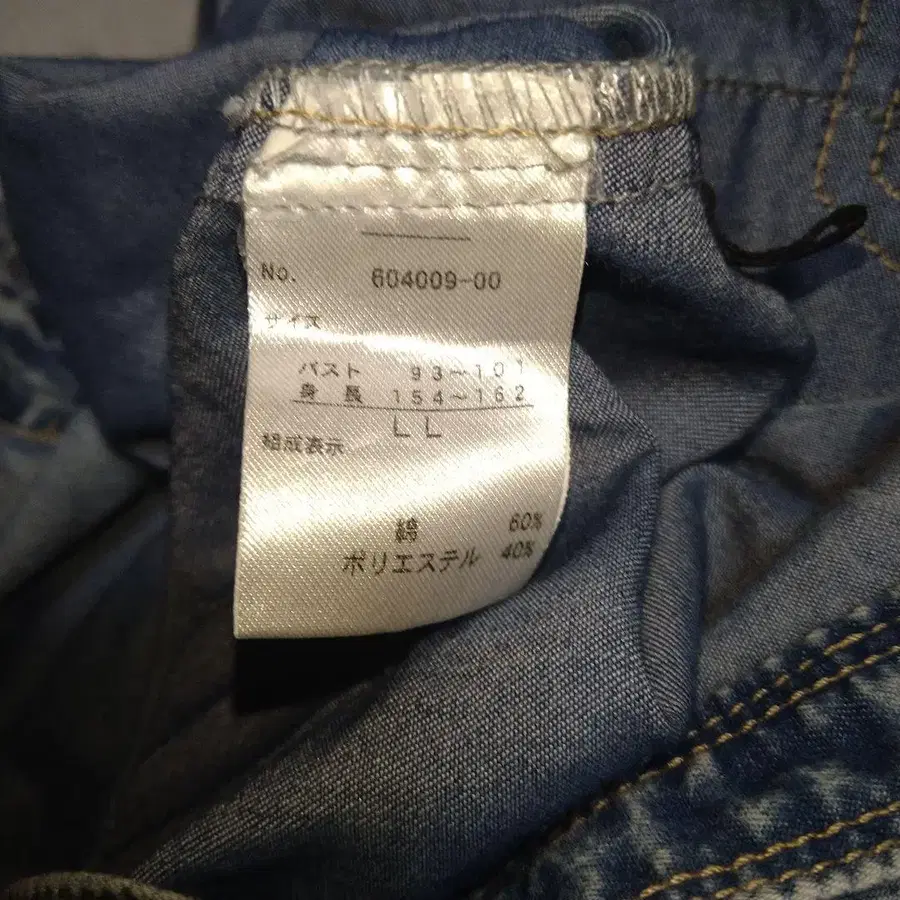 No. 604009-00
サイズ
バスト 93～101
身長 154～162
LL
組成表示
綿 60%
ポリエステル 40%